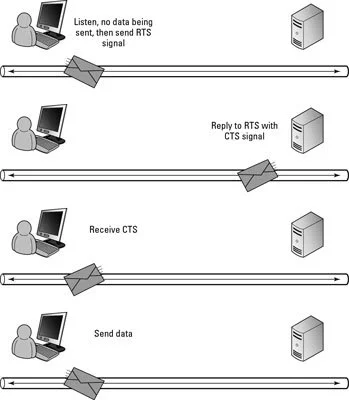 Listen, no data being
sent, then send RTS
signal
Reply to RTS with
CTS signal
Receive CTS
Send data